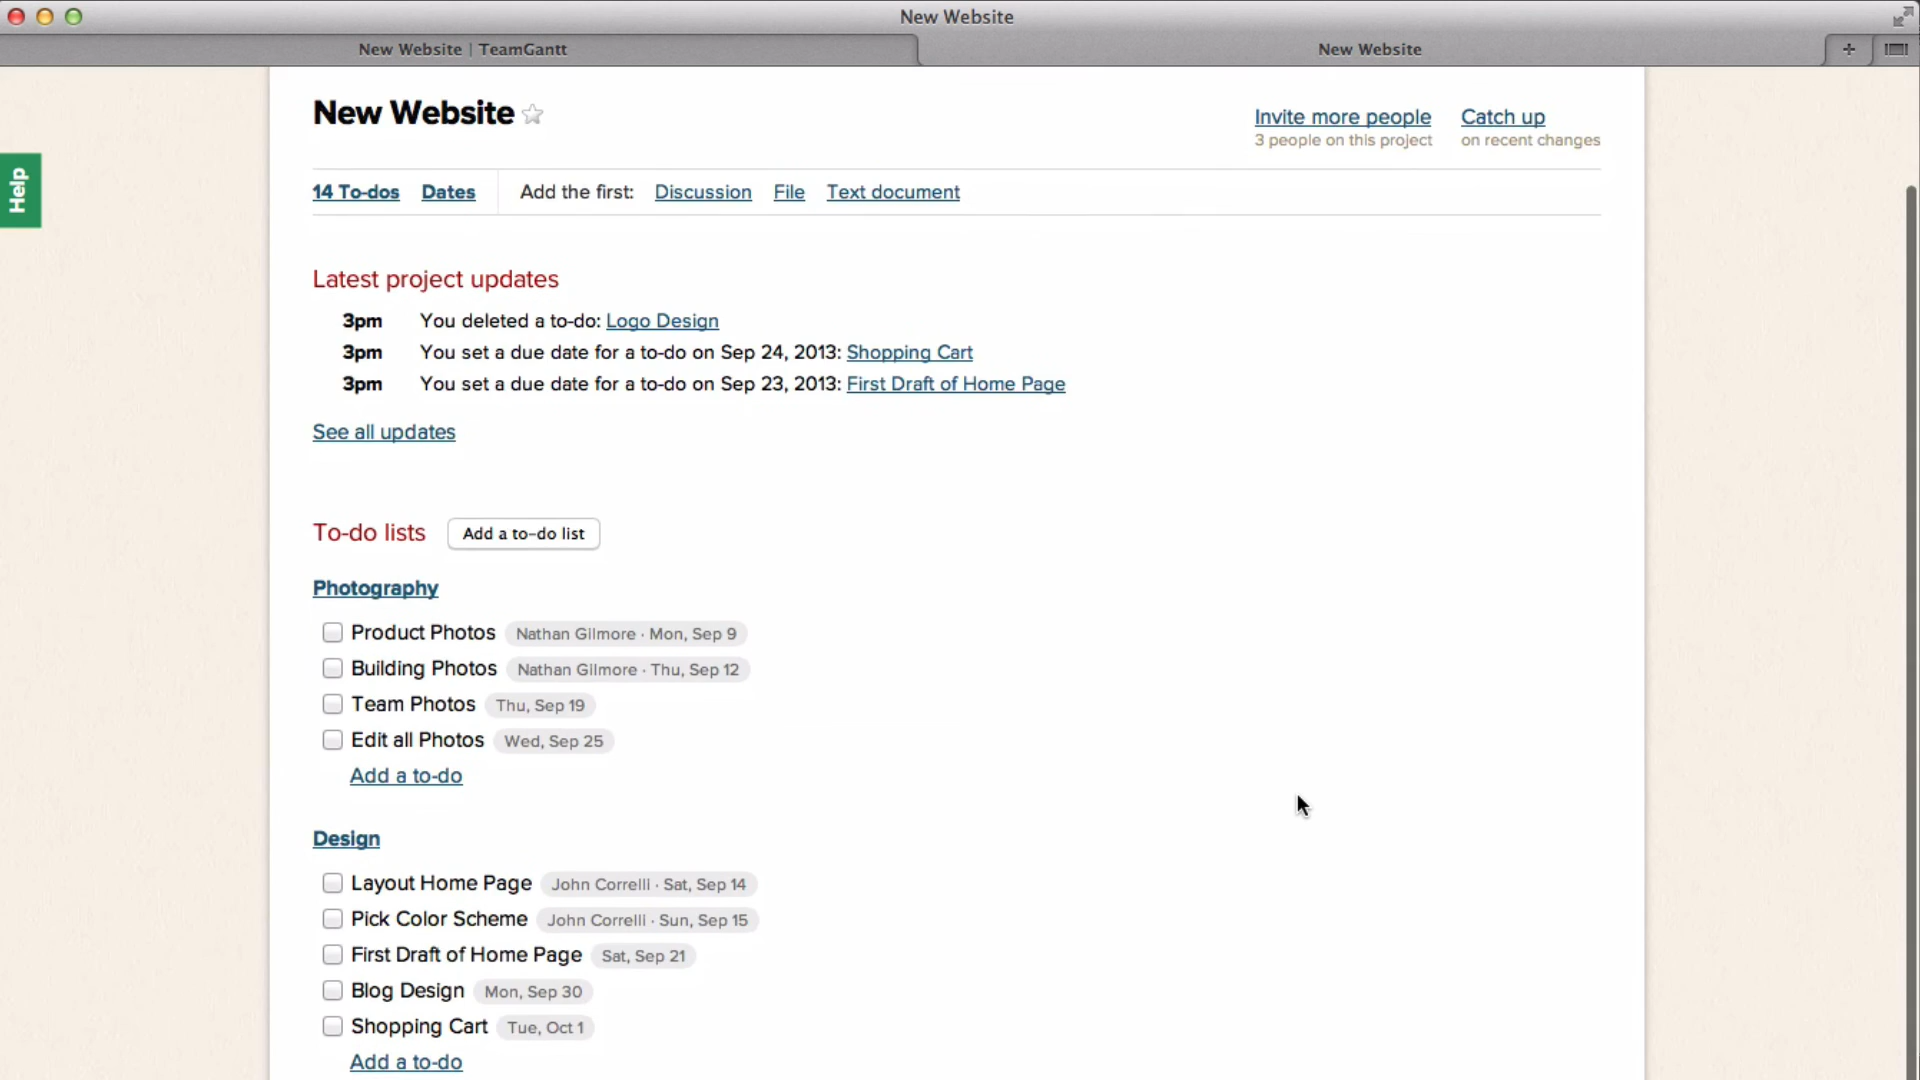 New Website
New Website | TeamGantt
New Website
+
Help
New Website
Invite more people
3 people on this project
Catch up
on recent changes
14 To-dos Dates Add the first: Discussion File Text document
Latest project updates
3pm You deleted a to-do: Logo Design
3pm You set a due date for a to-do on Sep 24, 2013: Shopping Cart
3pm You set a due date for a to-do on Sep 23, 2013: First Draft of Home Page
See all updates
To-do lists Add a to-do list
Photography
Product Photos Nathan Gilmore · Mon, Sep 9
Building Photos Nathan Gilmore · Thu, Sep 12
Team Photos Thu, Sep 19
Edit all Photos Wed, Sep 25
Add a to-do
Design
Layout Home Page John Correlli · Sat, Sep 14
Pick Color Scheme John Correlli · Sun, Sep 15
First Draft of Home Page Sat, Sep 21
Blog Design Mon, Sep 30
Shopping Cart Tue, Oct 1
Add a to-do